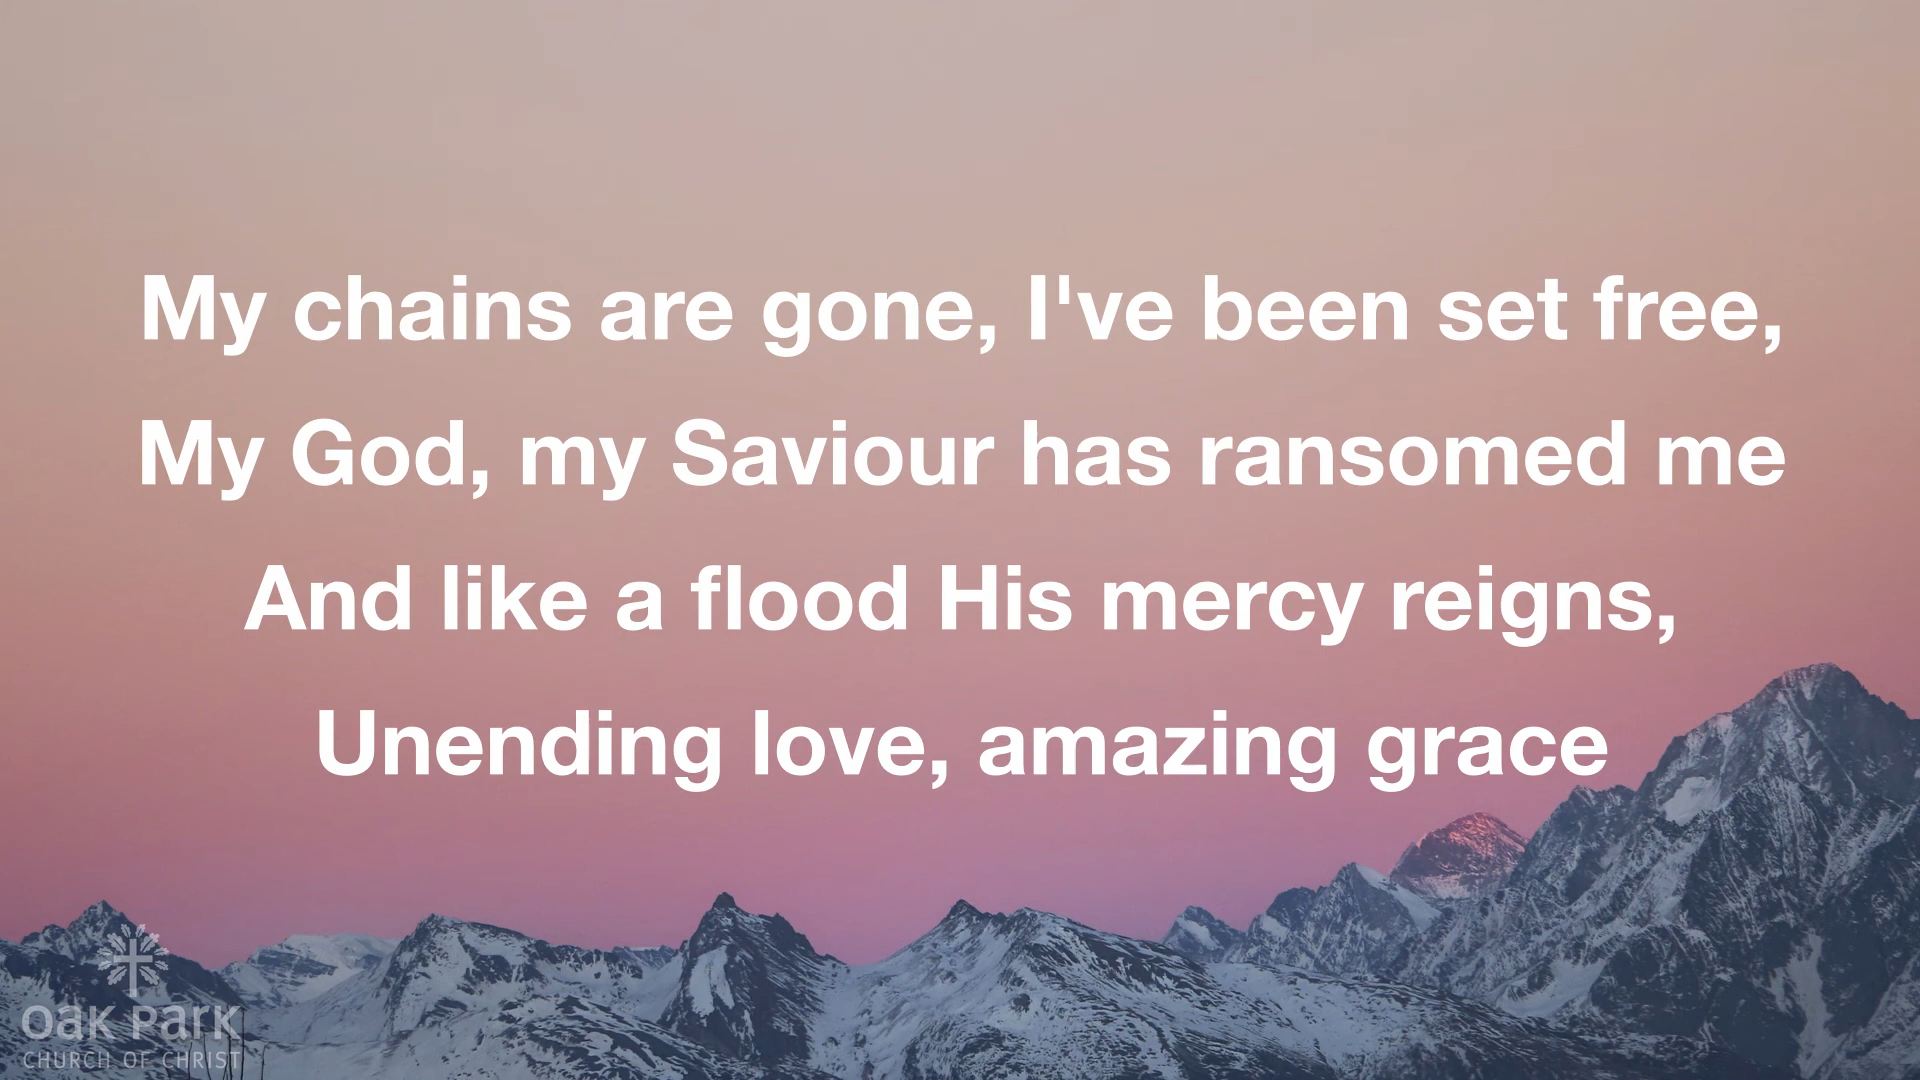 My chains are gone, I've been set free,
My God, my Saviour has ransomed me
And like a flood His mercy reigns,
Unending love, amazing grace
Oak Park
CHURCH OF CHRIST